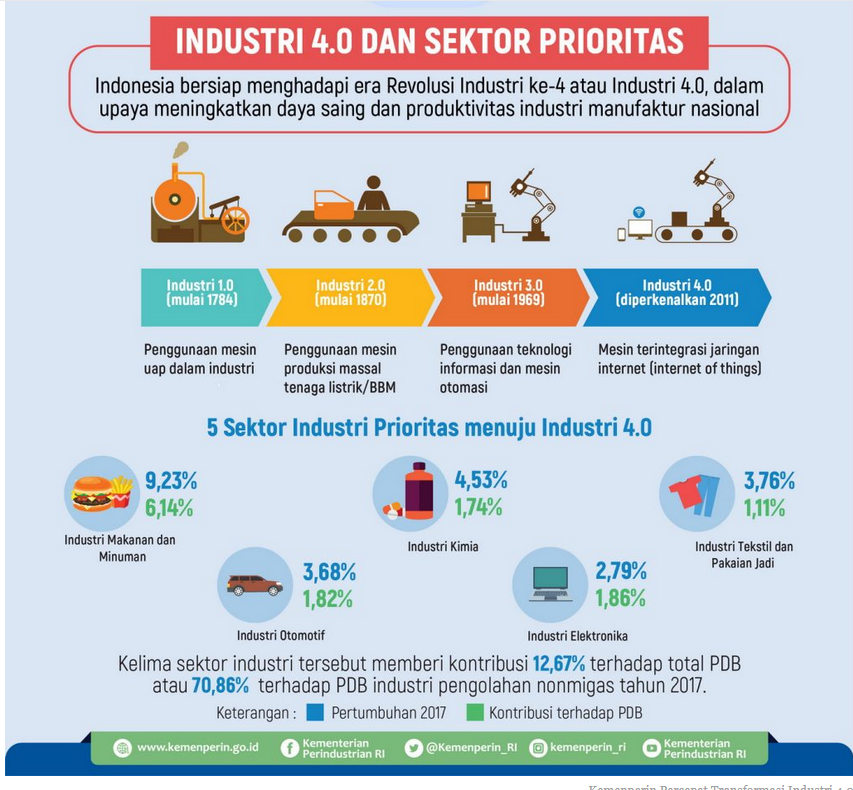 INDUSTRI 4.0 DAN SEKTOR PRIORITAS
Indonesia bersiap menghadapi era Revolusi Industri ke-4 atau Industri 4.0, dalam
upaya meningkatkan daya saing dan produktivitas industri manufaktur nasional
Industri 1.0
(mulai 1784)
Industri 2.0
(mulai 1870)
Industri 3.0
(mulai 1969)
Industri 4.0
(diperkenalkan 2011)
Penggunaan mesin
uap dalam industri
Penggunaan mesin
produksi massal
tenaga listrik/BBM
Penggunaan teknologi
informasi dan mesin
otomasi
Mesin terintegrasi jaringan
internet (internet of things)
5 Sektor Industri Prioritas menuju Industri 4.0
9,23%
6,14%
Industri Makanan dan
Minuman
4,53%
1,74%
Industri Kimia
3,76%
1,11%
Industri Tekstil dan
Pakaian Jadi
3,68%
1,82%
Industri Otomotif
2,79%
1,86%
Industri Elektronika
Kelima sektor industri tersebut memberi kontribusi 12,67% terhadap total PDB
atau 70,86% terhadap PDB industri pengolahan nonmigas tahun 2017.
Keterangan : Pertumbuhan 2017 Kontribusi terhadap PDB
www.kemenperin.go.id
Kementerian
Perindustrian RI
@Kemenperin_RI
kemenperin_ri
Kementerian
Perindustrian RI